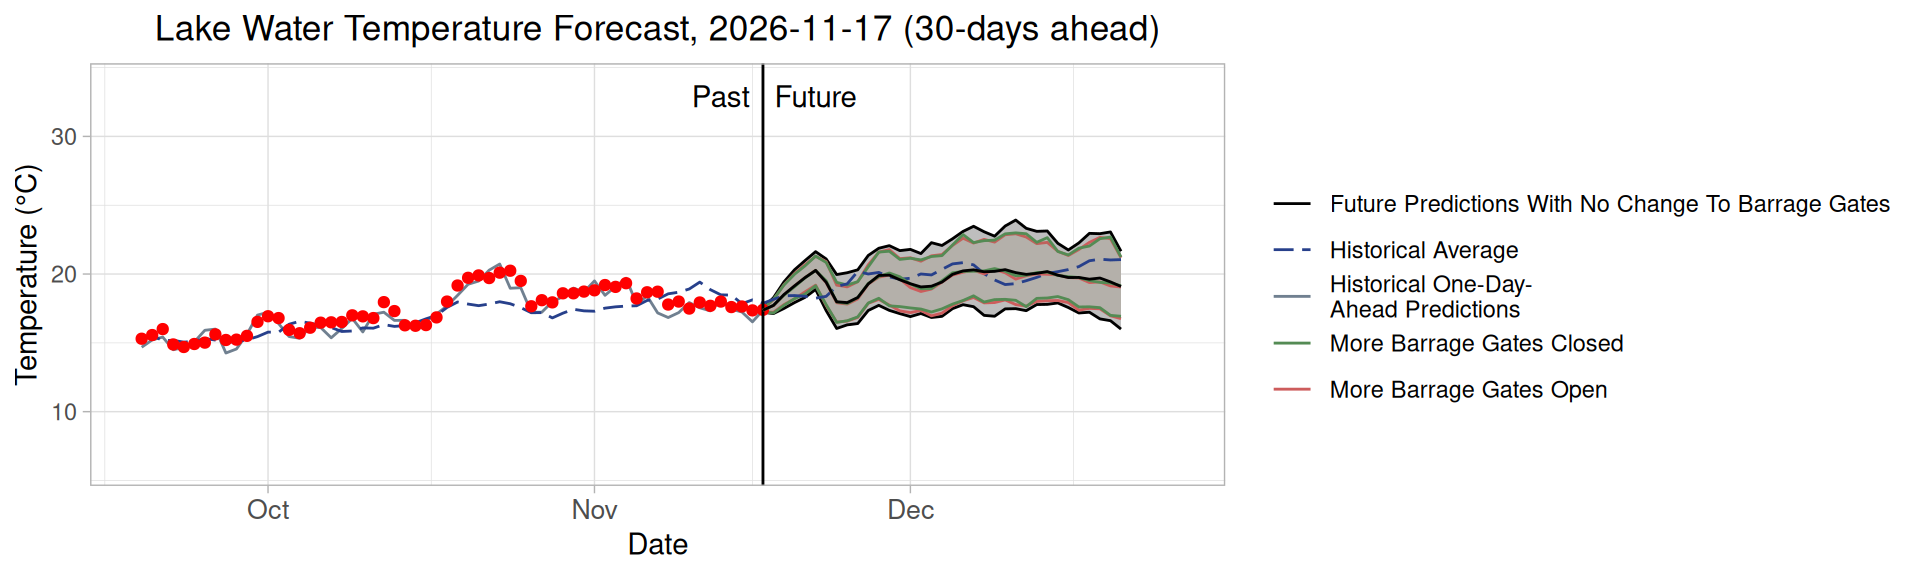 Lake Water Temperature Forecast, 2026-11-17 (30-days ahead)
Past
Future
30
20
10
Temperature (°C)
Oct
Nov
Dec
Date
Future Predictions With No Change To Barrage Gates
Historical Average
Historical One-Day-
Ahead Predictions
More Barrage Gates Closed
More Barrage Gates Open